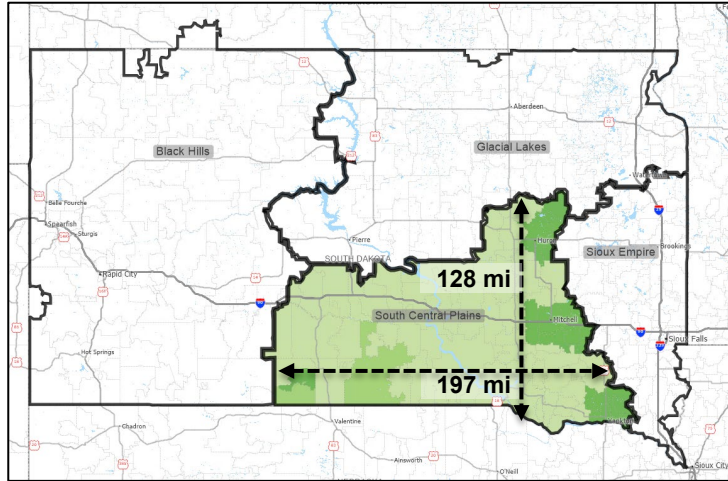 Aberdeen
Black Hills
Glacial Lakes
Belle Fourche
Spearfish
Sturgis
Pierre
SOUTH DAKOTA
Huron
Sioux Empire
Brookings
Rapid City
128 mi
South Central Plains
Mitchell
Sioux Falls
Hot Springs
197 mi
Chadron
Valentine
Ainsworth
O'Neill
Sioux City